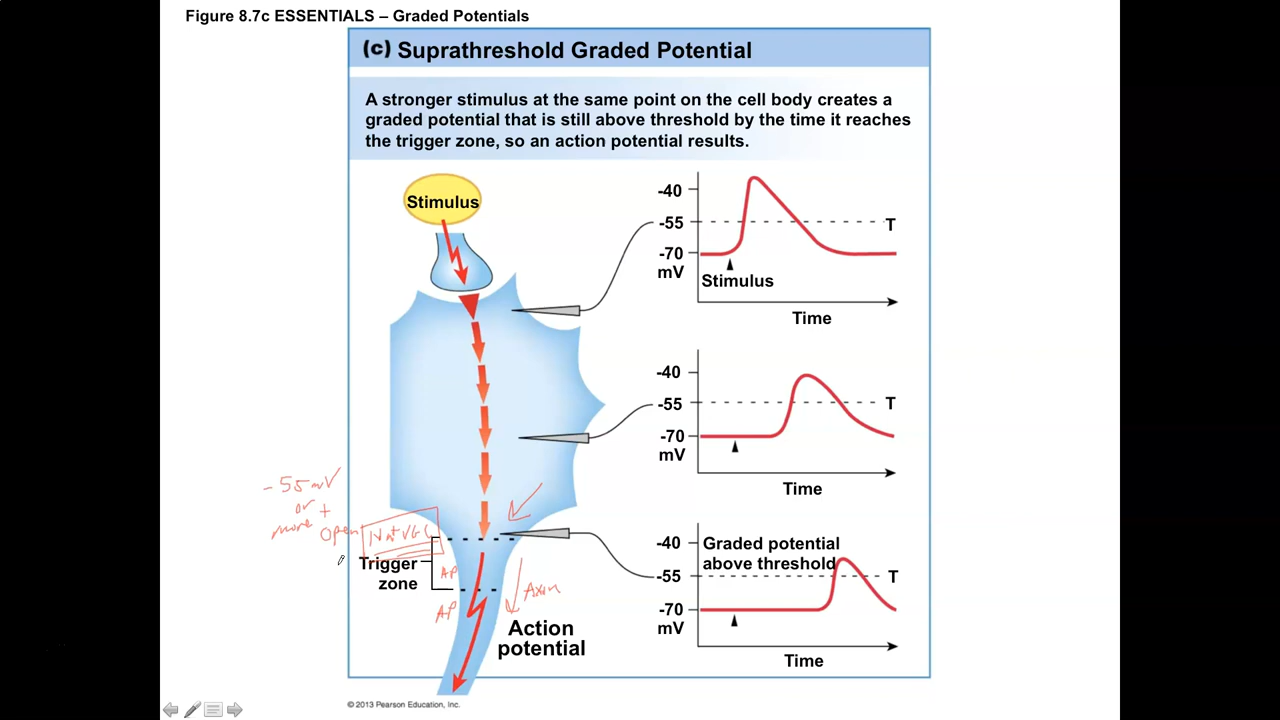 Figure 8.7c ESSENTIALS – Graded Potentials
(c) Suprathreshold Graded Potential
A stronger stimulus at the same point on the cell body creates a
graded potential that is still above threshold by the time it reaches
the trigger zone, so an action potential results.
Stimulus
-40
-55
T
-70
mV
Stimulus
Time
-40
-55
T
-70
mV
Time
-55 mV
or +
more
Open
Na+ VGC
Trigger
zone
AP
AP
Axon
Action
potential
-40
Graded potential
above threshold
-55
T
-70
mV
Time
© 2013 Pearson Education, Inc.